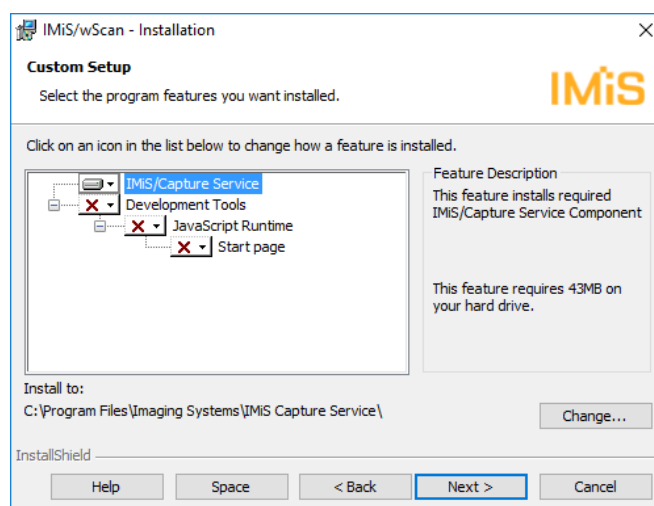 IMiS/wScan - Installation
Custom Setup
Select the program features you want installed.
IMiS
Click on an icon in the list below to change how a feature is installed.
IMiS/Capture Service
Development Tools
JavaScript Runtime
Start page
Feature Description
This feature installs required
IMiS/Capture Service Component
This feature requires 43MB on
your hard drive.
Install to:
C:\Program Files\Imaging Systems\IMiS Capture Service\
Change...
InstallShield
Help
Space
< Back
Next >
Cancel